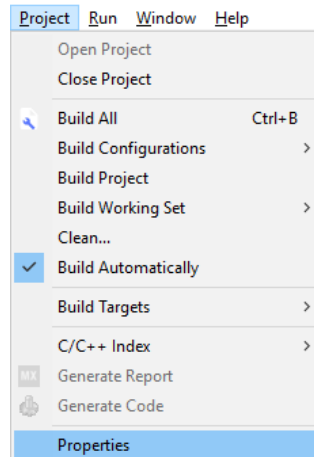 Project Run Window Help
Open Project
Close Project
Build All Ctrl+B
Build Configurations
Build Project
Build Working Set
Clean...
Build Automatically
Build Targets
C/C++ Index
MX Generate Report
Generate Code
Properties